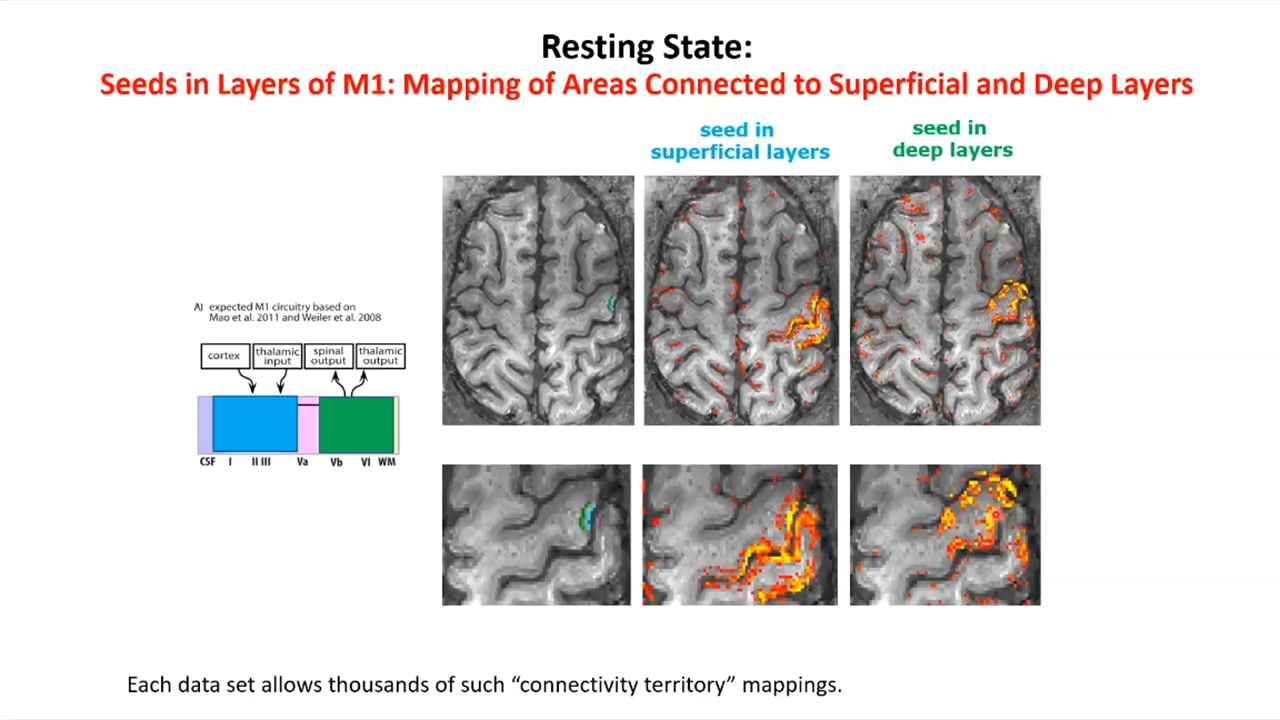 Resting State:
Seeds in Layers of M1: Mapping of Areas Connected to Superficial and Deep Layers
seed in
superficial layers
seed in
deep layers
A) expected M1 circuitry based on
Mao et al. 2011 and Weiler et al. 2008
cortex
thalamic
input
spinal
output
thalamic
output
CSF I II III Va Vb VI WM
Each data set allows thousands of such “connectivity territory” mappings.